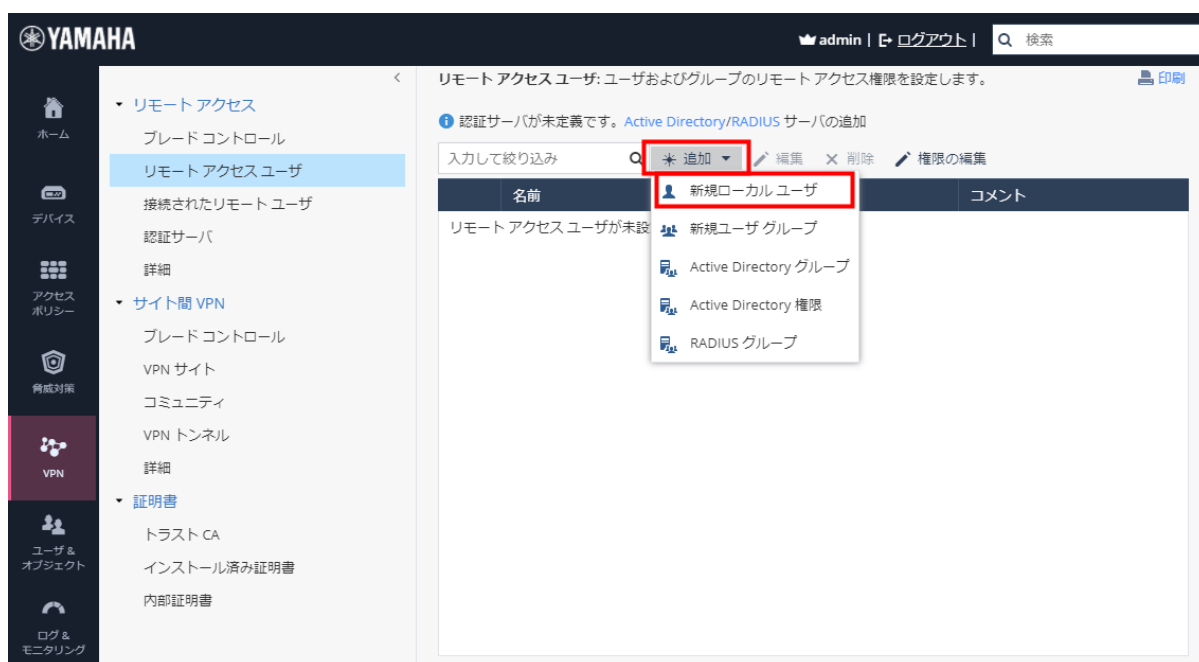 YAMAHA
admin | ログアウト |
検索
ホーム
デバイス
アクセス
ポリシー
脅威対策
VPN
ユーザ &
オブジェクト
ログ &
モニタリング
リモート アクセス
ブレード コントロール
リモート アクセス ユーザ
接続されたリモート ユーザ
認証サーバ
詳細
サイト間 VPN
ブレード コントロール
VPN サイト
コミュニティ
VPN トンネル
詳細
証明書
トラスト CA
インストール済み証明書
内部証明書
リモート アクセス ユーザ: ユーザおよびグループのリモート アクセス権限を設定します。
印刷
認証サーバが未定義です。Active Directory/RADIUS サーバの追加
入力して絞り込み
追加
編集
削除
権限の編集
名前
コメント
リモート アクセス ユーザが未設
新規ローカル ユーザ
新規ユーザ グループ
Active Directory グループ
Active Directory 権限
RADIUS グループ